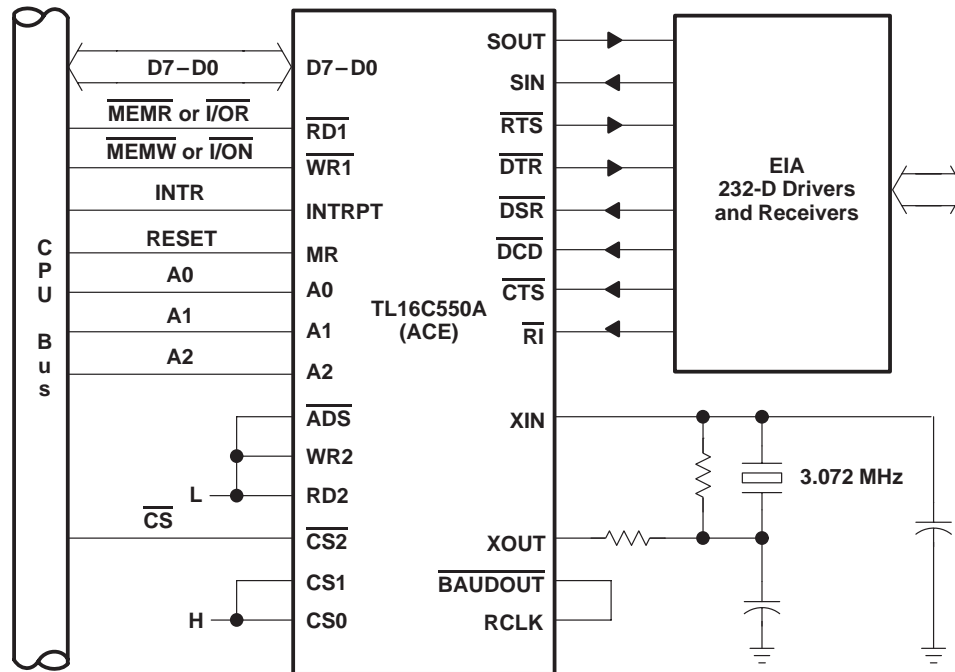 CPU Bus
D7–D0
MEMR or I/OR
MEMW or I/ON
INTR
RESET
A0
A1
A2
L
CS
H
D7–D0
RD1
WR1
INTRPT
MR
A0
A1
A2
ADS
WR2
RD2
CS2
CS1
CS0
TL16C550A
(ACE)
SOUT
SIN
RTS
DTR
DSR
DCD
CTS
RI
XIN
XOUT
BAUDOUT
RCLK
EIA
232-D Drivers
and Receivers
3.072 MHz